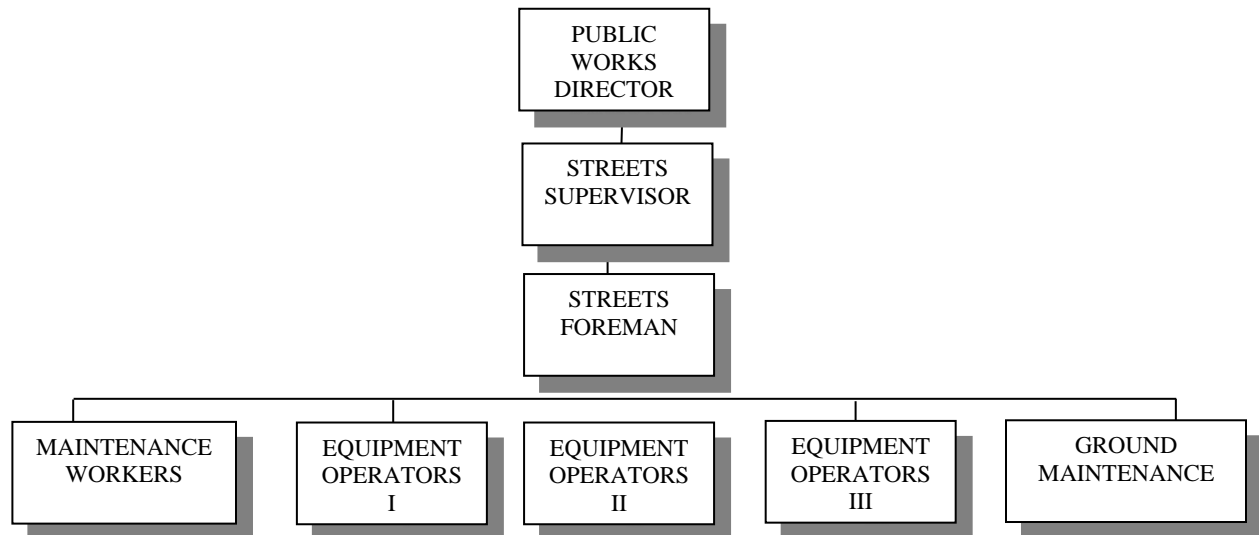 PUBLIC
WORKS
DIRECTOR
STREETS
SUPERVISOR
STREETS
FOREMAN
MAINTENANCE
WORKERS
EQUIPMENT
OPERATORS
I
EQUIPMENT
OPERATORS
II
EQUIPMENT
OPERATORS
III
GROUND
MAINTENANCE